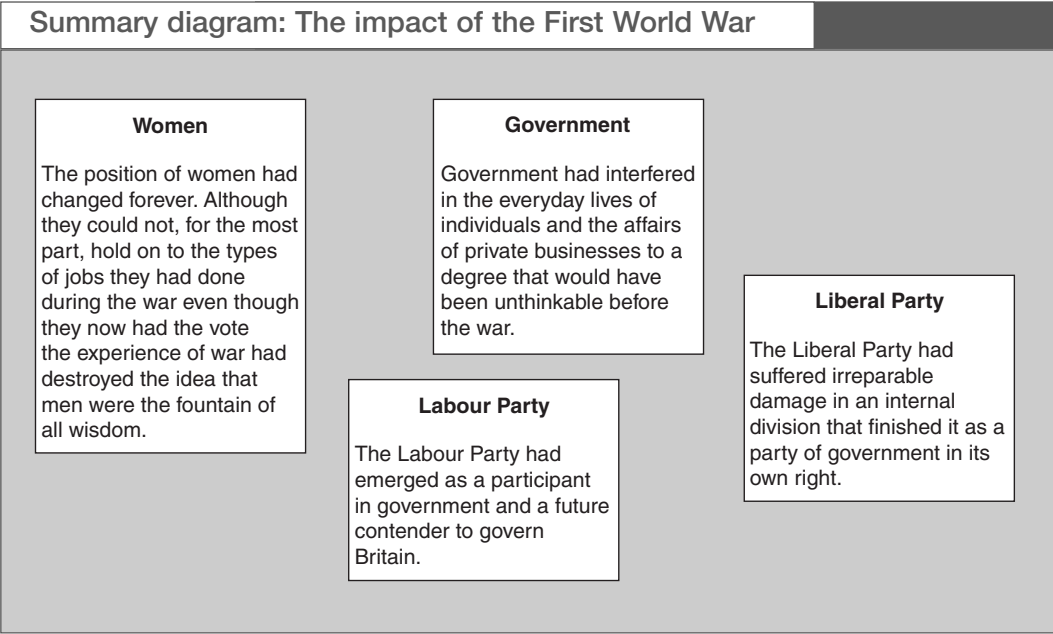 Summary diagram: The impact of the First World War
Women
The position of women had
changed forever. Although
they could not, for the most
part, hold on to the types
of jobs they had done
during the war even though
they now had the vote
the experience of war had
destroyed the idea that
men were the fountain of
all wisdom.
Government
Government had interfered
in the everyday lives of
individuals and the affairs
of private businesses to a
degree that would have
been unthinkable before
the war.
Labour Party
The Labour Party had
emerged as a participant
in government and a future
contender to govern
Britain.
Liberal Party
The Liberal Party had
suffered irreparable
damage in an internal
division that finished it as a
party of government in its
own right.